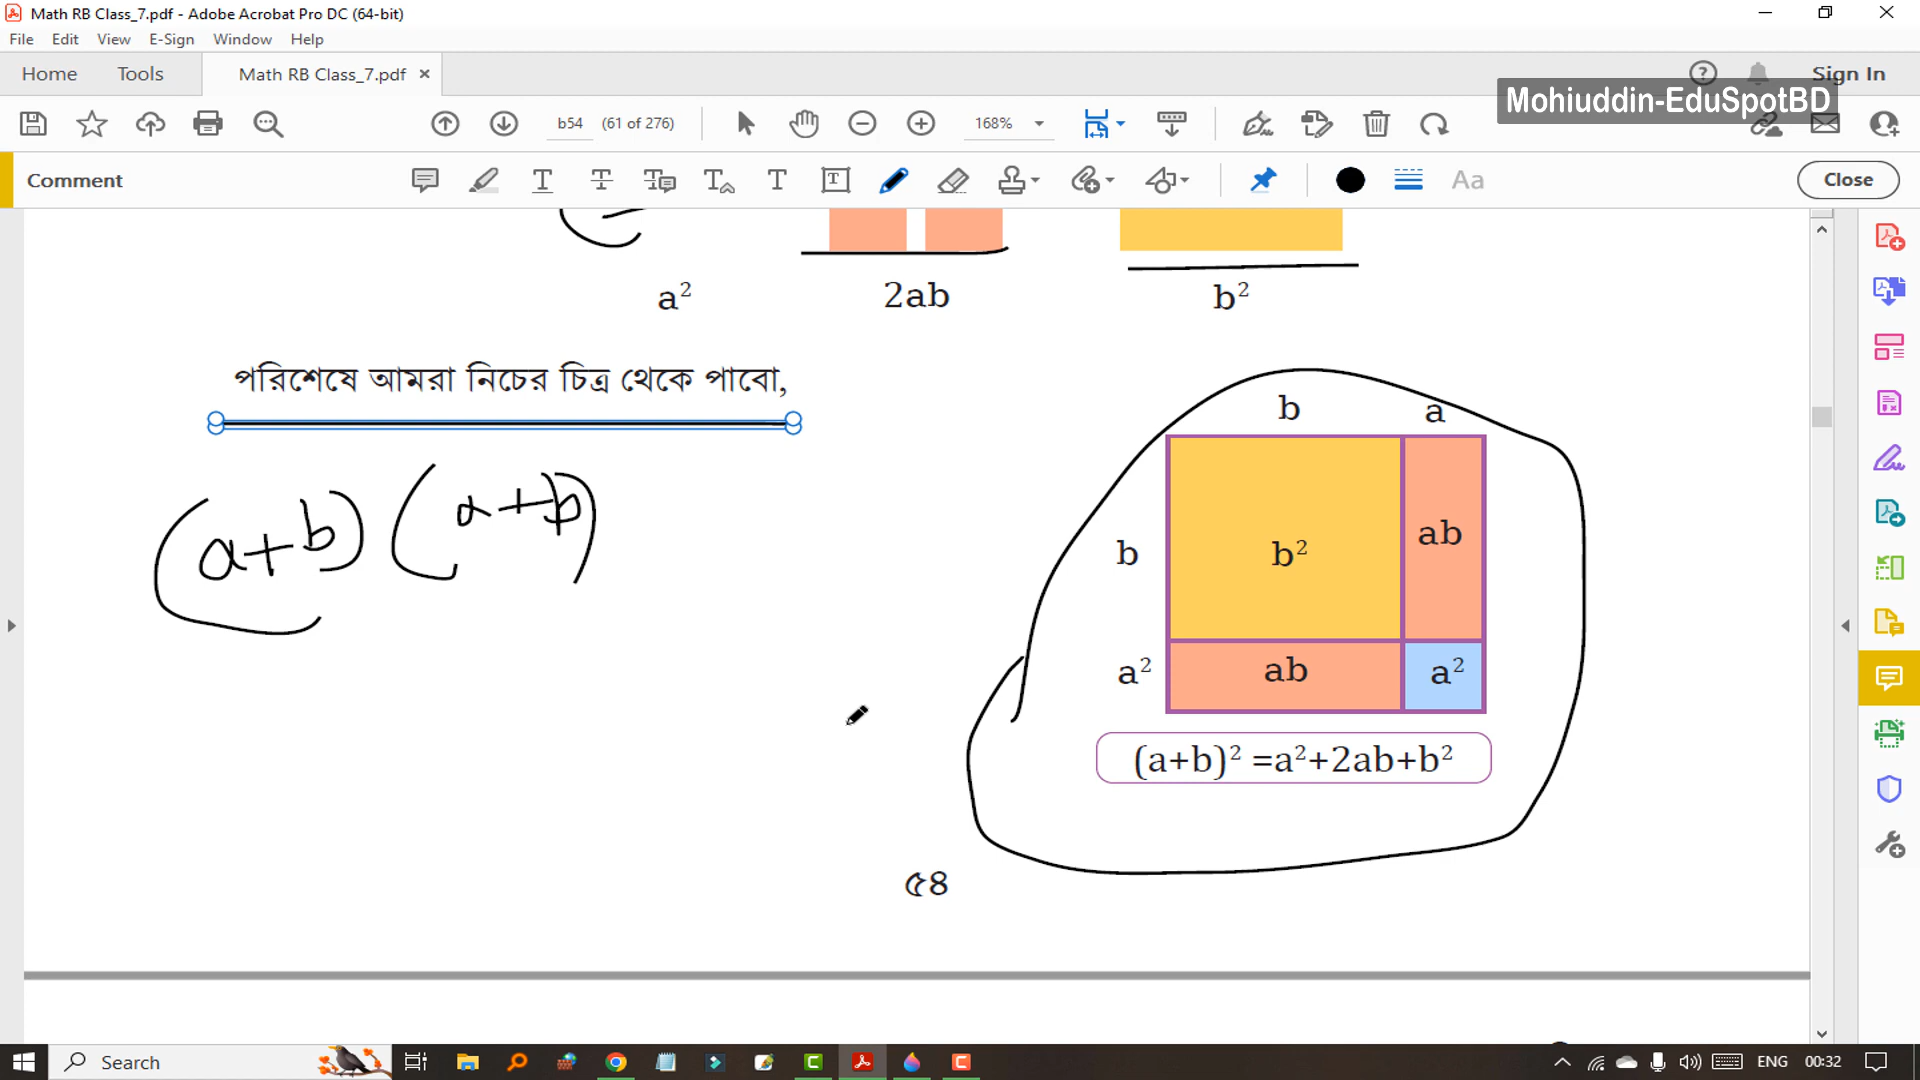 Math RB Class_7.pdf - Adobe Acrobat Pro DC (64-bit)
File Edit View E-Sign Window Help
Home Tools Math RB Class_7.pdf × Sign In
Mohiuddin-EduSpotBD
b54 (61 of 276) 168%
Comment Aa Close
a² 2ab b²
পরিশেষে আমরা নিচের চিত্র থেকে পাবো,
(a+b) (a+b)
b a
b b² ab
a² ab a²
(a+b)² =a²+2ab+b²
৫৪
Search ENG 00:32